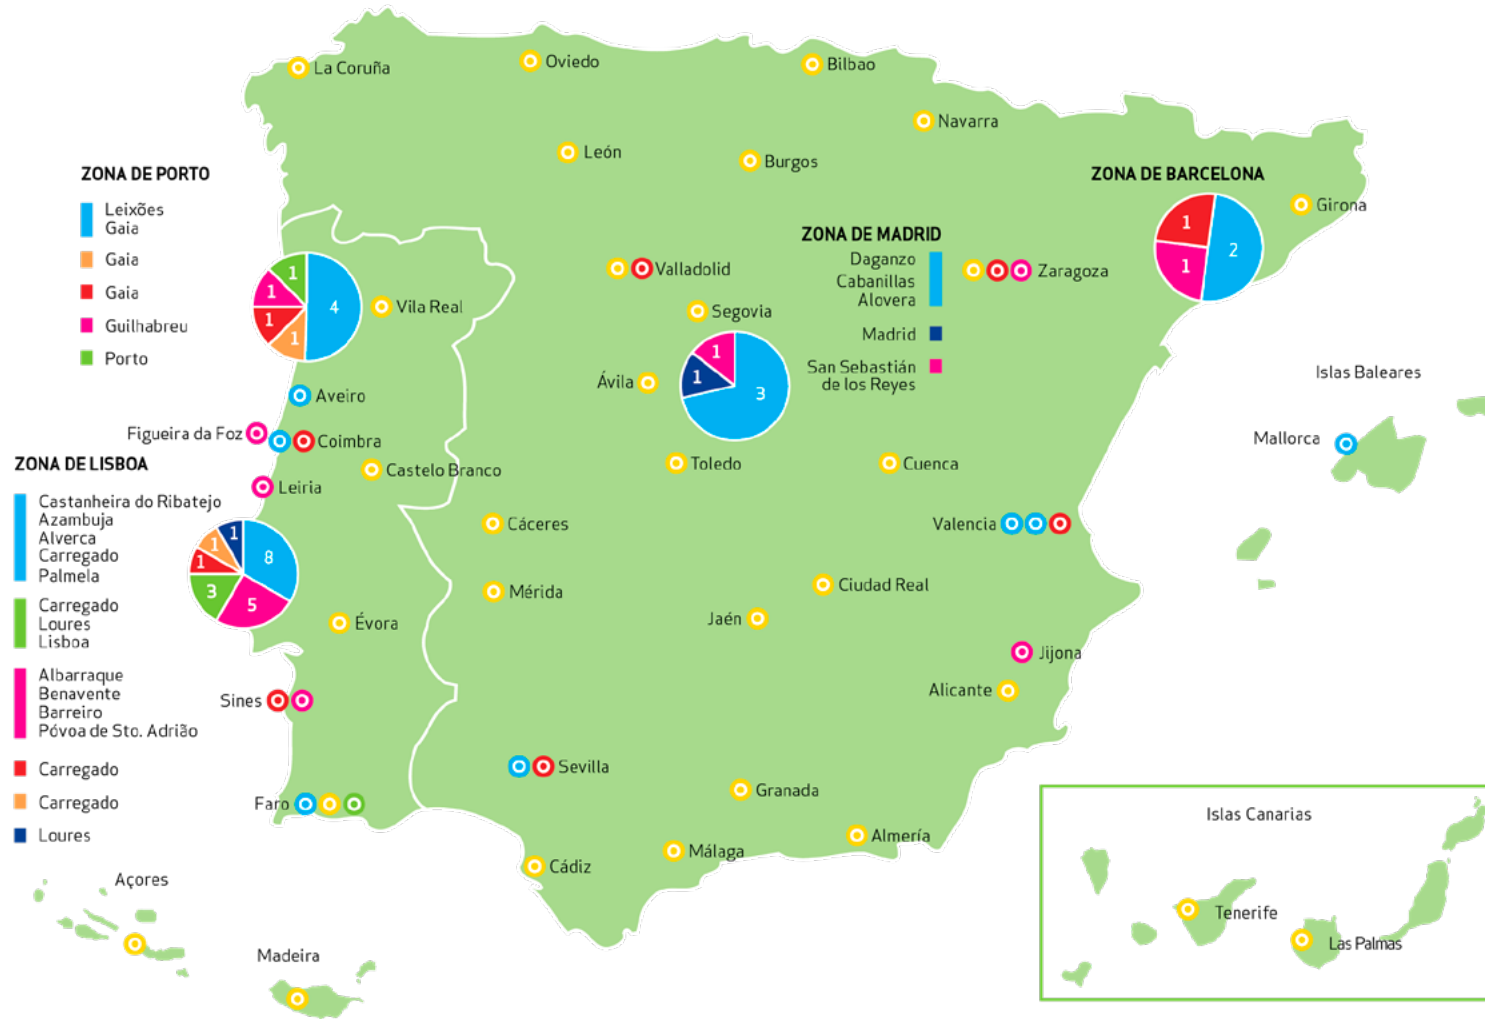 La Coruña
Oviedo
Bilbao
Navarra
León
Burgos
ZONA DE PORTO
Leixões
Gaia
Gaia
Gaia
Guilhabreu
Porto
1
4
1
1
1
Vila Real
ZONA DE BARCELONA
1
2
1
Girona
Valladolid
Segovia
Ávila
ZONA DE MADRID
Daganzo
Cabanillas
Alovera
Madrid
San Sebastián
de los Reyes
1
1
3
Zaragoza
Aveiro
Figueira da Foz
Coimbra
Castelo Branco
Leiria
Toledo
Cuenca
Islas Baleares
Mallorca
ZONA DE LISBOA
Castanheira do Ribatejo
Azambuja
Alverca
Carregado
Palmela
Carregado
Loures
Lisboa
Albarraque
Benavente
Barreiro
Póvoa de Sto. Adrião
Carregado
Carregado
Loures
1
1
8
1
3
5
Cáceres
Valencia
Mérida
Ciudad Real
Jaén
Évora
Jijona
Alicante
Sines
Sevilla
Granada
Faro
Almería
Málaga
Cádiz
Açores
Madeira
Islas Canarias
Tenerife
Las Palmas